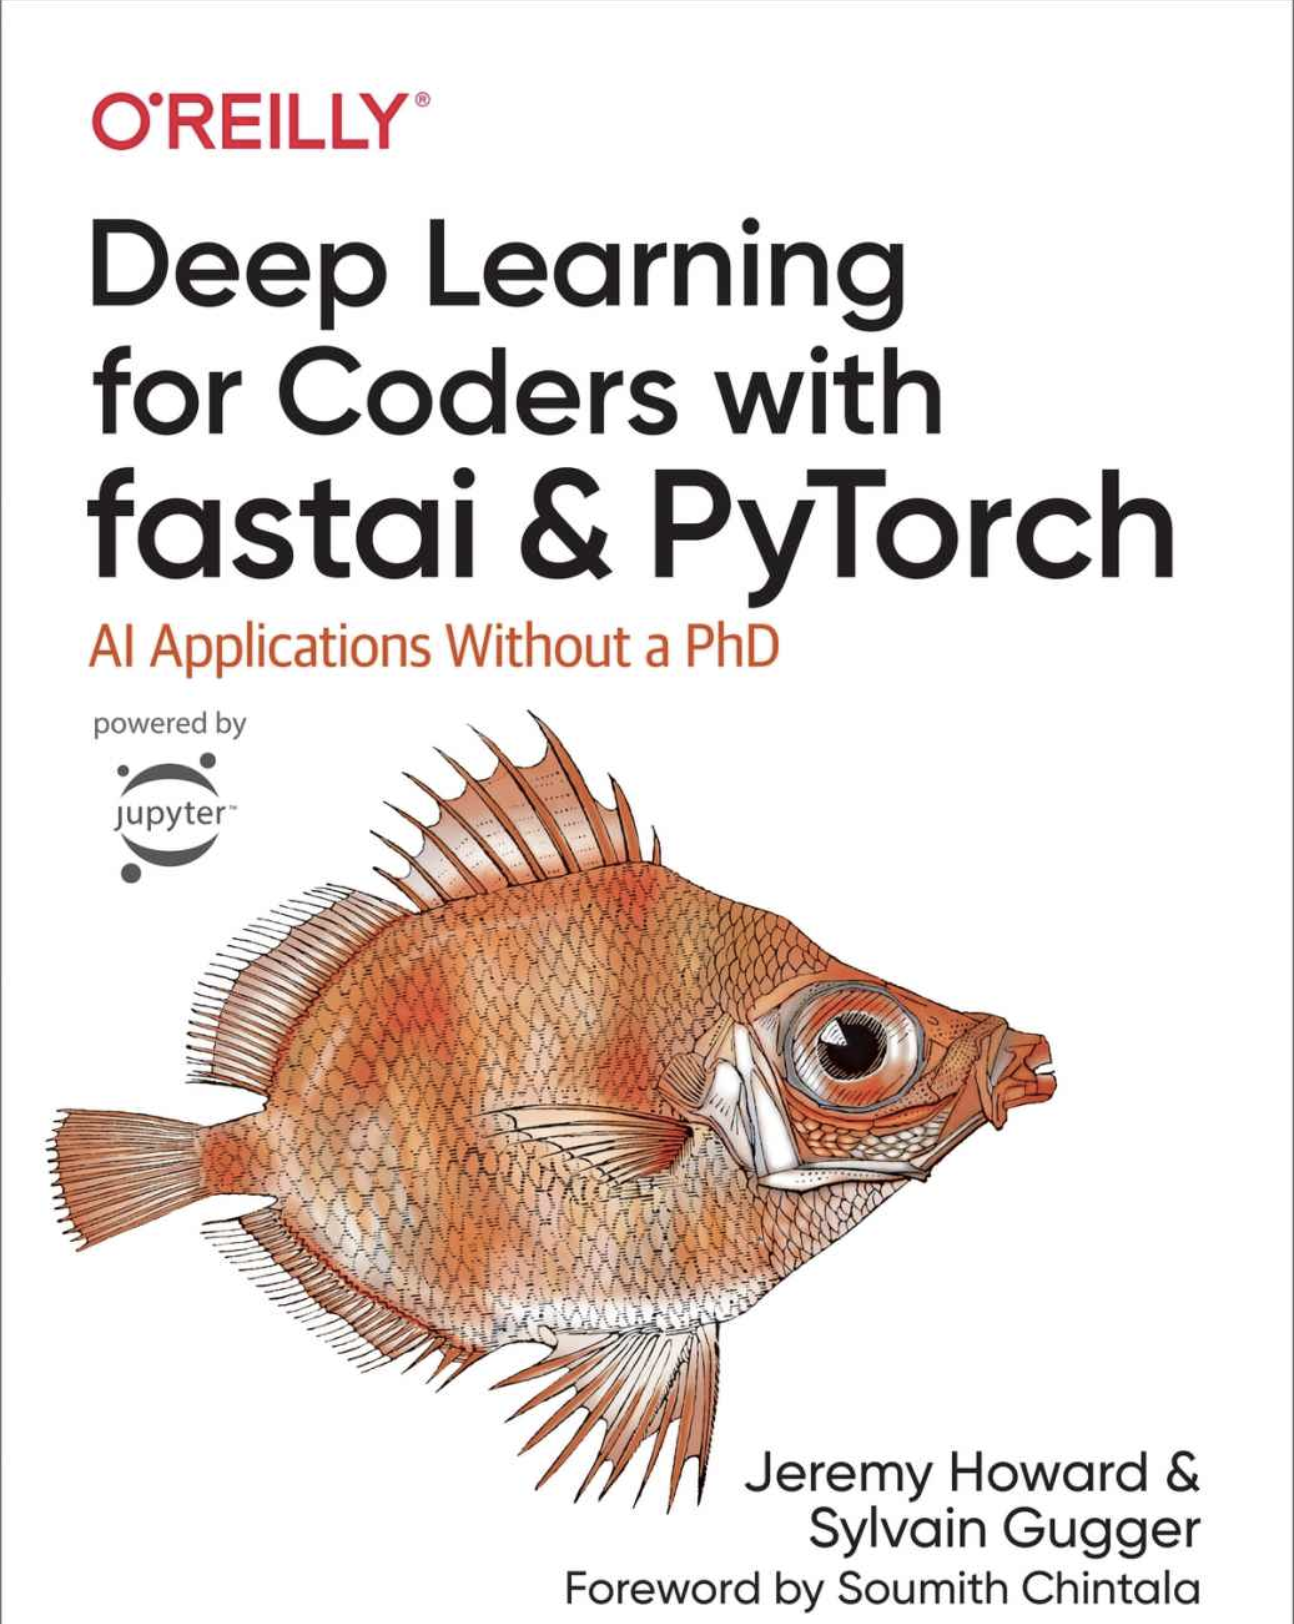 O'REILLY®
Deep Learning
for Coders with
fastai & PyTorch
AI Applications Without a PhD
powered by
jupyter™
Jeremy Howard &
Sylvain Gugger
Foreword by Soumith Chintala